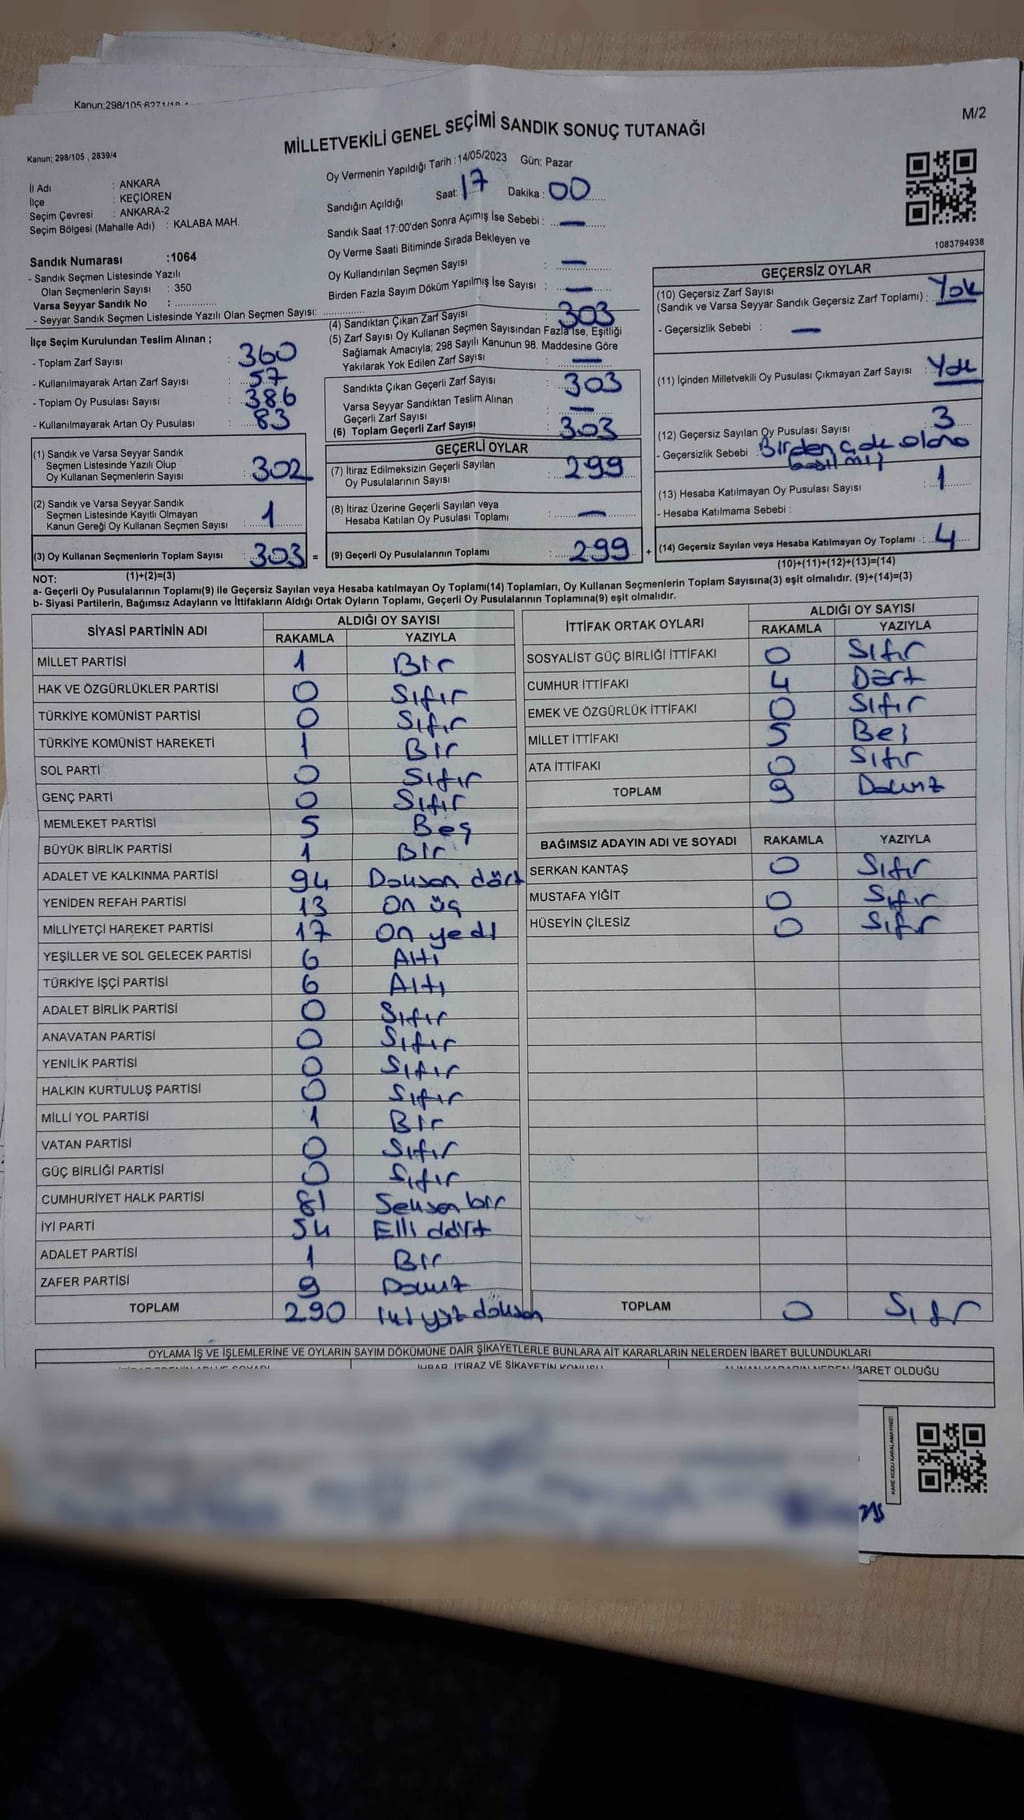 Kanun:298/105-6271/19-4
M/2
MİLLETVEKİLİ GENEL SEÇİMİ SANDIK SONUÇ TUTANAĞI
Kanun; 298/105 , 2839/4
Oy Vermenin Yapıldığı Tarih :14/05/2023 Gün: Pazar
İl Adı : ANKARA
İlçe : KEÇİÖREN
Seçim Çevresi : ANKARA-2
Seçim Bölgesi (Mahalle Adı) : KALABA MAH.
Sandığın Açıldığı Saat: 17 Dakika : 00
Sandık Saat 17:00'den Sonra Açımış İse Sebebi : —
Oy Verme Saati Bitiminde Sırada Bekleyen ve
Oy Kullandırılan Seçmen Sayısı : —
Birden Fazla Sayım Döküm Yapılmış İse Sayısı : —
1083794938
Sandık Numarası :1064
- Sandık Seçmen Listesinde Yazılı
Olan Seçmenlerin Sayısı : 350
Varsa Seyyar Sandık No :
- Seyyar Sandık Seçmen Listesinde Yazılı Olan Seçmen Sayısı:
İlçe Seçim Kurulundan Teslim Alınan ;
- Toplam Zarf Sayısı : 360
- Kullanılmayarak Artan Zarf Sayısı : 57
- Toplam Oy Pusulası Sayısı : 386
- Kullanılmayarak Artan Oy Pusulası : 83
(4) Sandıktan Çıkan Zarf Sayısı : 303
(5) Zarf Sayısı Oy Kullanan Seçmen Sayısından Fazla İse, Eşitliği
Sağlamak Amacıyla; 298 Sayılı Kanunun 98. Maddesine Göre
Yakılarak Yok Edilen Zarf Sayısı : —
Sandıkta Çıkan Geçerli Zarf Sayısı : 303
Varsa Seyyar Sandıktan Teslim Alınan
Geçerli Zarf Sayısı : —
(6) Toplam Geçerli Zarf Sayısı : 303
GEÇERSİZ OYLAR
(10) Geçersiz Zarf Sayısı
(Sandık ve Varsa Seyyar Sandık Geçersiz Zarf Toplamı) : Yok
- Geçersizlik Sebebi : —
(11) İçinden Milletvekili Oy Pusulası Çıkmayan Zarf Sayısı : Yok
(12) Geçersiz Sayılan Oy Pusulası Sayısı : 3
- Geçersizlik Sebebi : Birden çok alana
basılmış
(13) Hesaba Katılmayan Oy Pusulası Sayısı : 1
- Hesaba Katılmama Sebebi :
(14) Geçersiz Sayılan veya Hesaba Katılmayan Oy Toplamı : 4
(10)+(11)+(12)+(13)=(14)
(1) Sandık ve Varsa Seyyar Sandık
Seçmen Listesinde Yazılı Olup
Oy Kullanan Seçmenlerin Sayısı : 302
(2) Sandık ve Varsa Seyyar Sandık
Seçmen Listesinde Kayıtlı Olmayan
Kanun Gereği Oy Kullanan Seçmen Sayısı : 1
(3) Oy Kullanan Seçmenlerin Toplam Sayısı : 303 =
(1)+(2)=(3)
GEÇERLİ OYLAR
(7) İtiraz Edilmeksizin Geçerli Sayılan
Oy Pusulalarının Sayısı : 299
(8) İtiraz Üzerine Geçerli Sayılan veya
Hesaba Katılan Oy Pusulası Toplamı : —
(9) Geçerli Oy Pusulalarının Toplamı : 299 +
NOT:
a- Geçerli Oy Pusulalarının Toplamı(9) ile Geçersiz Sayılan veya Hesaba katılmayan Oy Toplamı(14) Toplamları, Oy Kullanan Seçmenlerin Toplam Sayısına(3) eşit olmalıdır. (9)+(14)=(3)
b- Siyasi Partilerin, Bağımsız Adayların ve İttifakların Aldığı Ortak Oyların Toplamı, Geçerli Oy Pusulalarının Toplamına(9) eşit olmalıdır.
SİYASİ PARTİNİN ADI ALDIĞI OY SAYISI
RAKAMLA YAZIYLA
MİLLET PARTİSİ 1 Bir
HAK VE ÖZGÜRLÜKLER PARTİSİ 0 Sıfır
TÜRKİYE KOMÜNİST PARTİSİ 0 Sıfır
TÜRKİYE KOMÜNİST HAREKETİ 1 Bir
SOL PARTİ 0 Sıfır
GENÇ PARTİ 0 Sıfır
MEMLEKET PARTİSİ 5 Beş
BÜYÜK BİRLİK PARTİSİ 1 Bir
ADALET VE KALKINMA PARTİSİ 94 Doksan dört
YENİDEN REFAH PARTİSİ 13 On üç
MİLLİYETÇİ HAREKET PARTİSİ 17 On yedi
YEŞİLLER VE SOL GELECEK PARTİSİ 6 Altı
TÜRKİYE İŞÇİ PARTİSİ 6 Altı
ADALET BİRLİK PARTİSİ 0 Sıfır
ANAVATAN PARTİSİ 0 Sıfır
YENİLİK PARTİSİ 0 Sıfır
HALKIN KURTULUŞ PARTİSİ 0 Sıfır
MİLLİ YOL PARTİSİ 1 Bir
VATAN PARTİSİ 0 Sıfır
GÜÇ BİRLİĞİ PARTİSİ 0 Sıfır
CUMHURİYET HALK PARTİSİ 81 Seksen bir
İYİ PARTİ 54 Elli dört
ADALET PARTİSİ 1 Bir
ZAFER PARTİSİ 9 Dokuz
TOPLAM 290 İki yüz doksan
İTTİFAK ORTAK OYLARI ALDIĞI OY SAYISI
RAKAMLA YAZIYLA
SOSYALİST GÜÇ BİRLİĞİ İTTİFAKI 0 Sıfır
CUMHUR İTTİFAKI 4 Dört
EMEK VE ÖZGÜRLÜK İTTİFAKI 0 Sıfır
MİLLET İTTİFAKI 5 Beş
ATA İTTİFAKI 0 Sıfır
TOPLAM 9 Dokuz
BAĞIMSIZ ADAYIN ADI VE SOYADI RAKAMLA YAZIYLA
SERKAN KANTAŞ 0 Sıfır
MUSTAFA YİĞİT 0 Sıfır
HÜSEYİN ÇİLESİZ 0 Sıfır
TOPLAM 0 Sıfır
OYLAMA İŞ VE İŞLEMLERİNE VE OYLARIN SAYIM DÖKÜMÜNE DAİR ŞİKAYETLERLE BUNLARA AİT KARARLARIN NELERDEN İBARET BULUNDUKLARI
İHBAR, İTİRAZ VE ŞİKAYETİN KONUSU
ALINAN KARARIN NEDEN İBARET OLDUĞU
KARE KODU KARALAMAYINIZ!